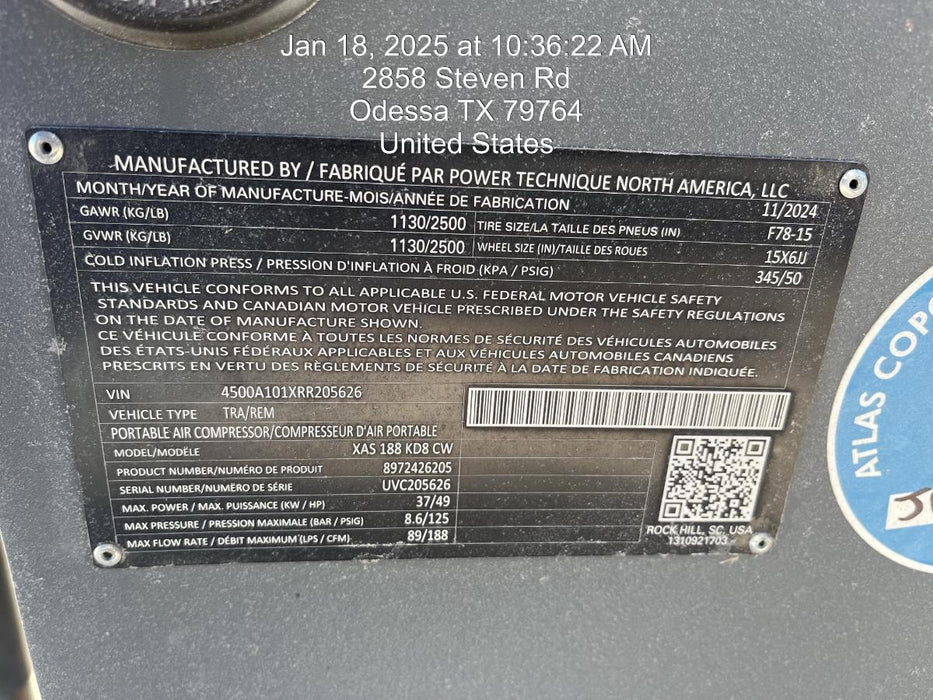 Jan 18, 2025 at 10:36:22 AM
2858 Steven Rd
Odessa TX 79764
United States
MANUFACTURED BY / FABRIQUÉ PAR POWER TECHNIQUE NORTH AMERICA, LLC
MONTH/YEAR OF MANUFACTURE-MOIS/ANNÉE DE FABRICATION 11/2024
GAWR (KG/LB) 1130/2500 TIRE SIZE/LA TAILLE DES PNEUS (IN) F78-15
GVWR (KG/LB) 1130/2500 WHEEL SIZE (IN)/TAILLE DES ROUES 15X6JJ
COLD INFLATION PRESS / PRESSION D'INFLATION À FROID (KPA / PSIG) 345/50
THIS VEHICLE CONFORMS TO ALL APPLICABLE U.S. FEDERAL MOTOR VEHICLE SAFETY
STANDARDS AND CANADIAN MOTOR VEHICLE PRESCRIBED UNDER THE SAFETY REGULATIONS
ON THE DATE OF MANUFACTURE SHOWN.
CE VÉHICULE CONFORME À TOUTES LES NORMES DE SÉCURITÉ DES VÉHICULES AUTOMOBILES
DES ÉTATS-UNIS FÉDÉRAUX APPLICABLES ET AUX VÉHICULES AUTOMOBILES CANADIENS
PRESCRITS EN VERTU DES RÈGLEMENTS DE SÉCURITÉ À LA DATE DE FABRICATION INDIQUÉE.
VIN 4500A101XRR205626
VEHICLE TYPE TRA/REM
PORTABLE AIR COMPRESSOR/COMPRESSEUR D'AIR PORTABLE
MODEL/MODÈLE XAS 188 KD8 CW
PRODUCT NUMBER/NUMÉRO DE PRODUIT 8972426205
SERIAL NUMBER/NUMÉRO DE SÉRIE UVC205626
MAX. POWER / MAX. PUISSANCE (KW / HP) 37/49
MAX PRESSURE / PRESSION MAXIMALE (BAR / PSIG) 8.6/125
MAX FLOW RATE / DÉBIT MAXIMUM (LPS / CFM) 89/188
ROCK HILL, SC, USA
1310921703
ATLAS COPC